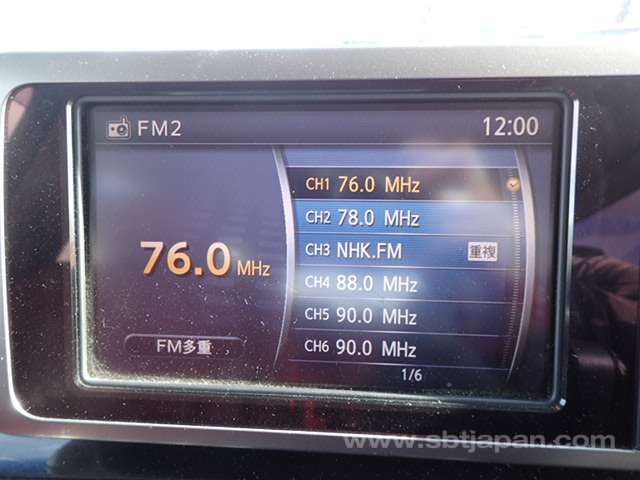 FM2
12:00
76.0 MHz
FM多重
CH1 76.0 MHz
CH2 78.0 MHz
CH3 NHK.FM 重複
CH4 88.0 MHz
CH5 90.0 MHz
CH6 90.0 MHz
1/6
www.sbtjapan.com